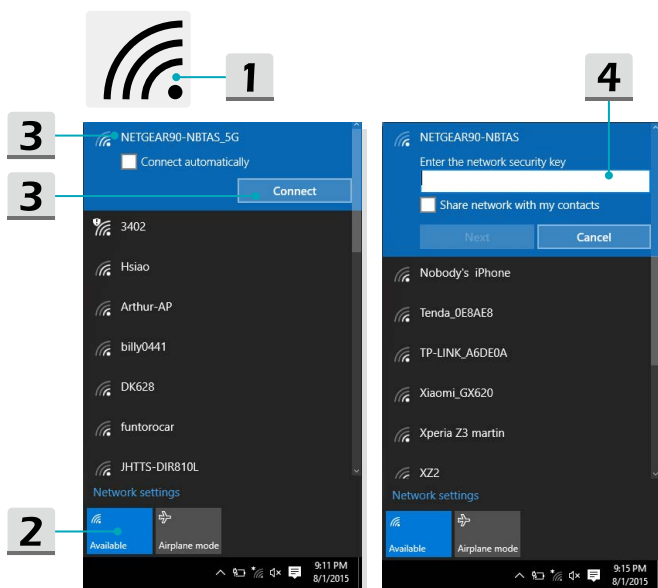 1
4
3
NETGEAR90-NBTAS_5G
Connect automatically
3
Connect
3402
Hsiao
Arthur-AP
billy0441
DK628
funtorocar
JHTTS-DIR810L
Network settings
2
Available
Airplane mode
9:11 PM
8/1/2015
NETGEAR90-NBTAS
Enter the network security key
Share network with my contacts
Next
Cancel
Nobody's iPhone
Tenda_0E8AE8
TP-LINK_A6DE0A
Xiaomi_GX620
Xperia Z3 martin
XZ2
Network settings
Available
Airplane mode
9:15 PM
8/1/2015